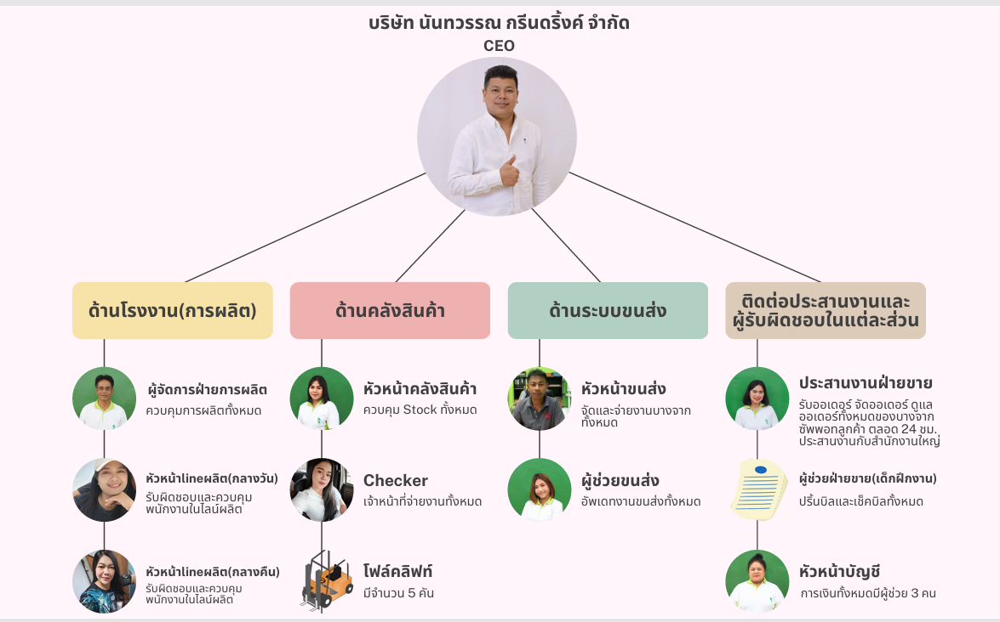 บริษัท นันทวรรณ กรีนดริ้งค์ จำกัด
CEO
ด้านโรงงาน(การผลิต)
ผู้จัดการฝ่ายการผลิต
ควบคุมการผลิตทั้งหมด
หัวหน้าlineผลิต(กลางวัน)
รับผิดชอบและควบคุม
พนักงานในไลน์ผลิต
หัวหน้าlineผลิต(กลางคืน)
รับผิดชอบและควบคุม
พนักงานในไลน์ผลิต
ด้านคลังสินค้า
หัวหน้าคลังสินค้า
ควบคุม Stock ทั้งหมด
Checker
เจ้าหน้าที่จ่ายงานทั้งหมด
โฟล์คลิฟท์
มีจำนวน 5 คัน
ด้านระบบขนส่ง
หัวหน้าขนส่ง
จัดและจ่ายงานบางจาก
ทั้งหมด
ผู้ช่วยขนส่ง
อัพเดทงานขนส่งทั้งหมด
ติดต่อประสานงานและ
ผู้รับผิดชอบในแต่ละส่วน
ประสานงานฝ่ายขาย
รับออเดอร์ จัดออเดอร์ ดูแล
ออเดอร์ทั้งหมดของบางจาก
ซัพพอทลูกค้า ตลอด 24 ชม.
ประสานงานกับสำนักงานใหญ่
ผู้ช่วยฝ่ายขาย(เด็กฝึกงาน)
ปริ้นบิลและเช็คบิลทั้งหมด
หัวหน้าบัญชี
การเงินทั้งหมดมีผู้ช่วย 3 คน